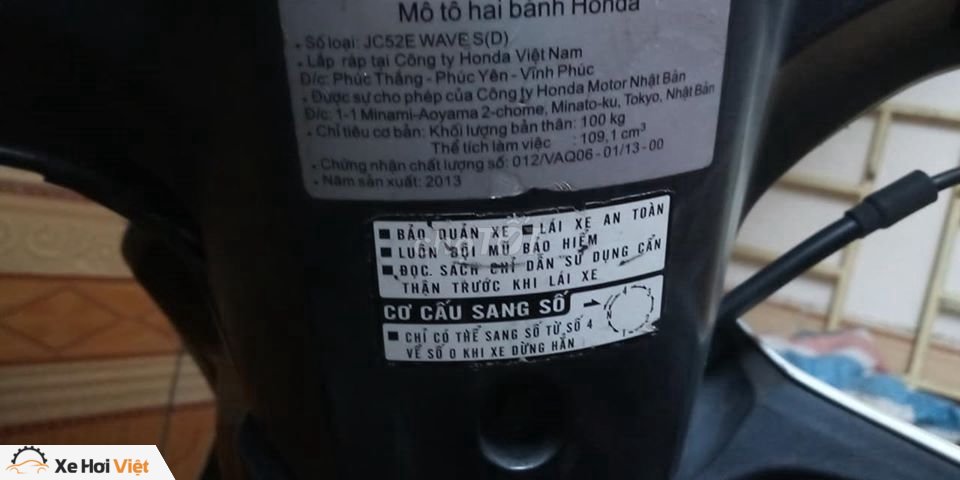 Mô tô hai bánh Honda
• Số loại: JC52E WAVE S(D)
• Lắp ráp tại Công ty Honda Việt Nam
Đ/c: Phúc Thắng - Phúc Yên - Vĩnh Phúc
• Được sự cho phép của Công ty Honda Motor Nhật Bản
Đ/c: 1-1 Minami-Aoyama 2-chome, Minato-ku, Tokyo, Nhật Bản
• Chỉ tiêu cơ bản: Khối lượng bản thân: 100 kg
Thể tích làm việc : 109,1 cm³
• Chứng nhận chất lượng số: 012/VAQ06 - 01/13 - 00
• Năm sản xuất: 2013
■ BẢO QUẢN XE ■ LÁI XE AN TOÀN
■ LUÔN ĐỘI MŨ BẢO HIỂM
■ ĐỌC SÁCH CHỈ DẪN SỬ DỤNG CẨN
THẬN TRƯỚC KHI LÁI XE
CƠ CẤU SANG SỐ → N 1 2 3 4
■ CHỈ CÓ THỂ SANG SỐ TỪ SỐ 4
VỀ SỐ 0 KHI XE DỪNG HẲN
Xe Hơi Việt